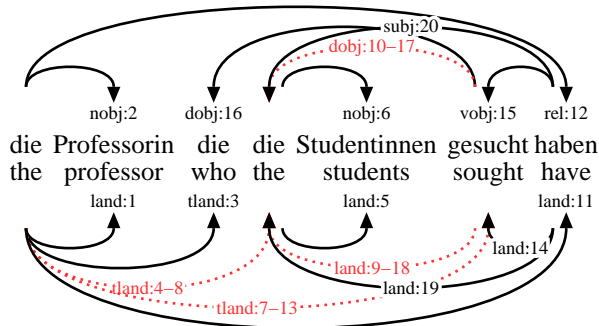 subj:20
dobj:10–17
nobj:2 dobj:16 nobj:6 vobj:15 rel:12
die Professorin die die Studentinnen gesucht haben
the professor who the students sought have
land:1 tland:3 land:5 land:11
land:14
land:9–18
tland:4–8 land:19
tland:7–13